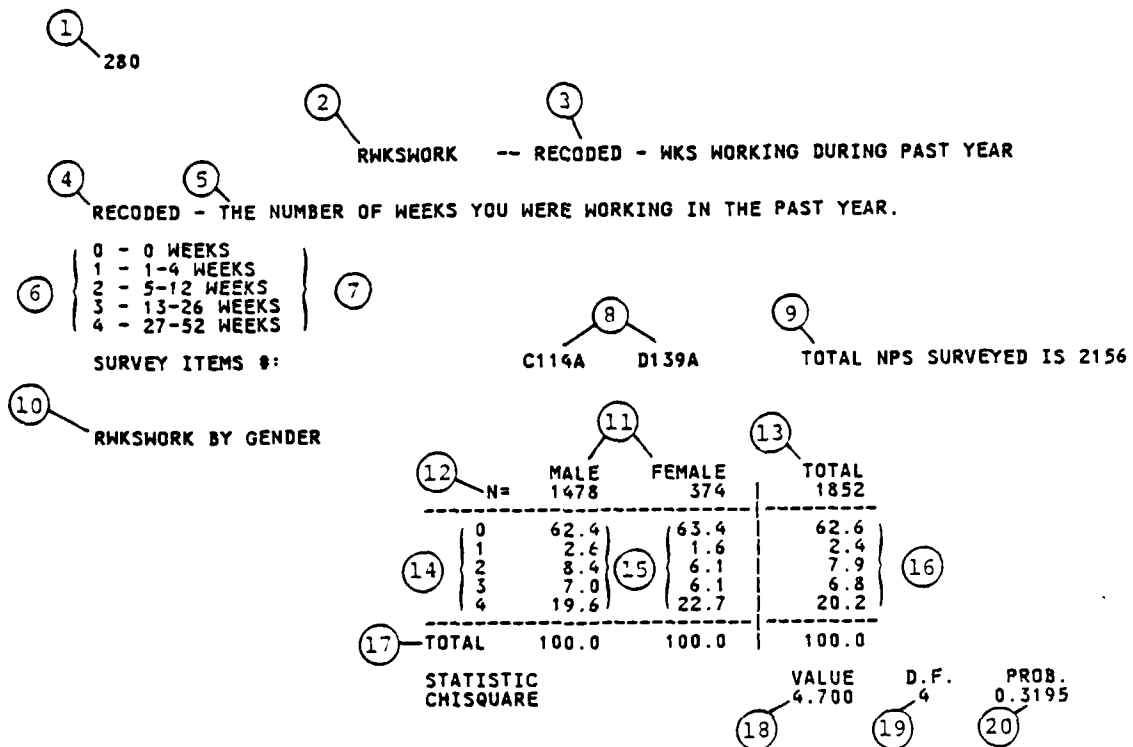 1
280
2 3
RWKSWORK -- RECODED - WKS WORKING DURING PAST YEAR
4 5
RECODED - THE NUMBER OF WEEKS YOU WERE WORKING IN THE PAST YEAR.
0 - 0 WEEKS
1 - 1-4 WEEKS
2 - 5-12 WEEKS
6 3 - 13-26 WEEKS 7
4 - 27-52 WEEKS
8 9
SURVEY ITEMS #: C114A D139A TOTAL NPS SURVEYED IS 2156
10
RWKSWORK BY GENDER
11 13
12 MALE FEMALE TOTAL
N= 1478 374 1852
0 62.4 63.4 62.6
1 2.6 1.6 2.4
14 2 8.4 15 6.1 7.9 16
3 7.0 6.1 6.8
4 19.6 22.7 20.2
17 TOTAL 100.0 100.0 100.0
STATISTIC VALUE D.F. PROB.
CHISQUARE 4.700 4 0.3195
18 19 20